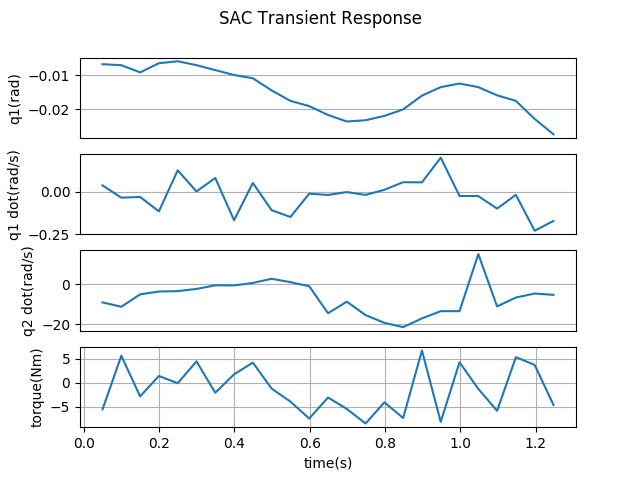 SAC Transient Response
q1(rad)
−0.01
−0.02
q1 dot(rad/s)
0.00
−0.25
q2 dot(rad/s)
0
−20
torque(Nm)
5
0
−5
0.0 0.2 0.4 0.6 0.8 1.0 1.2
time(s)